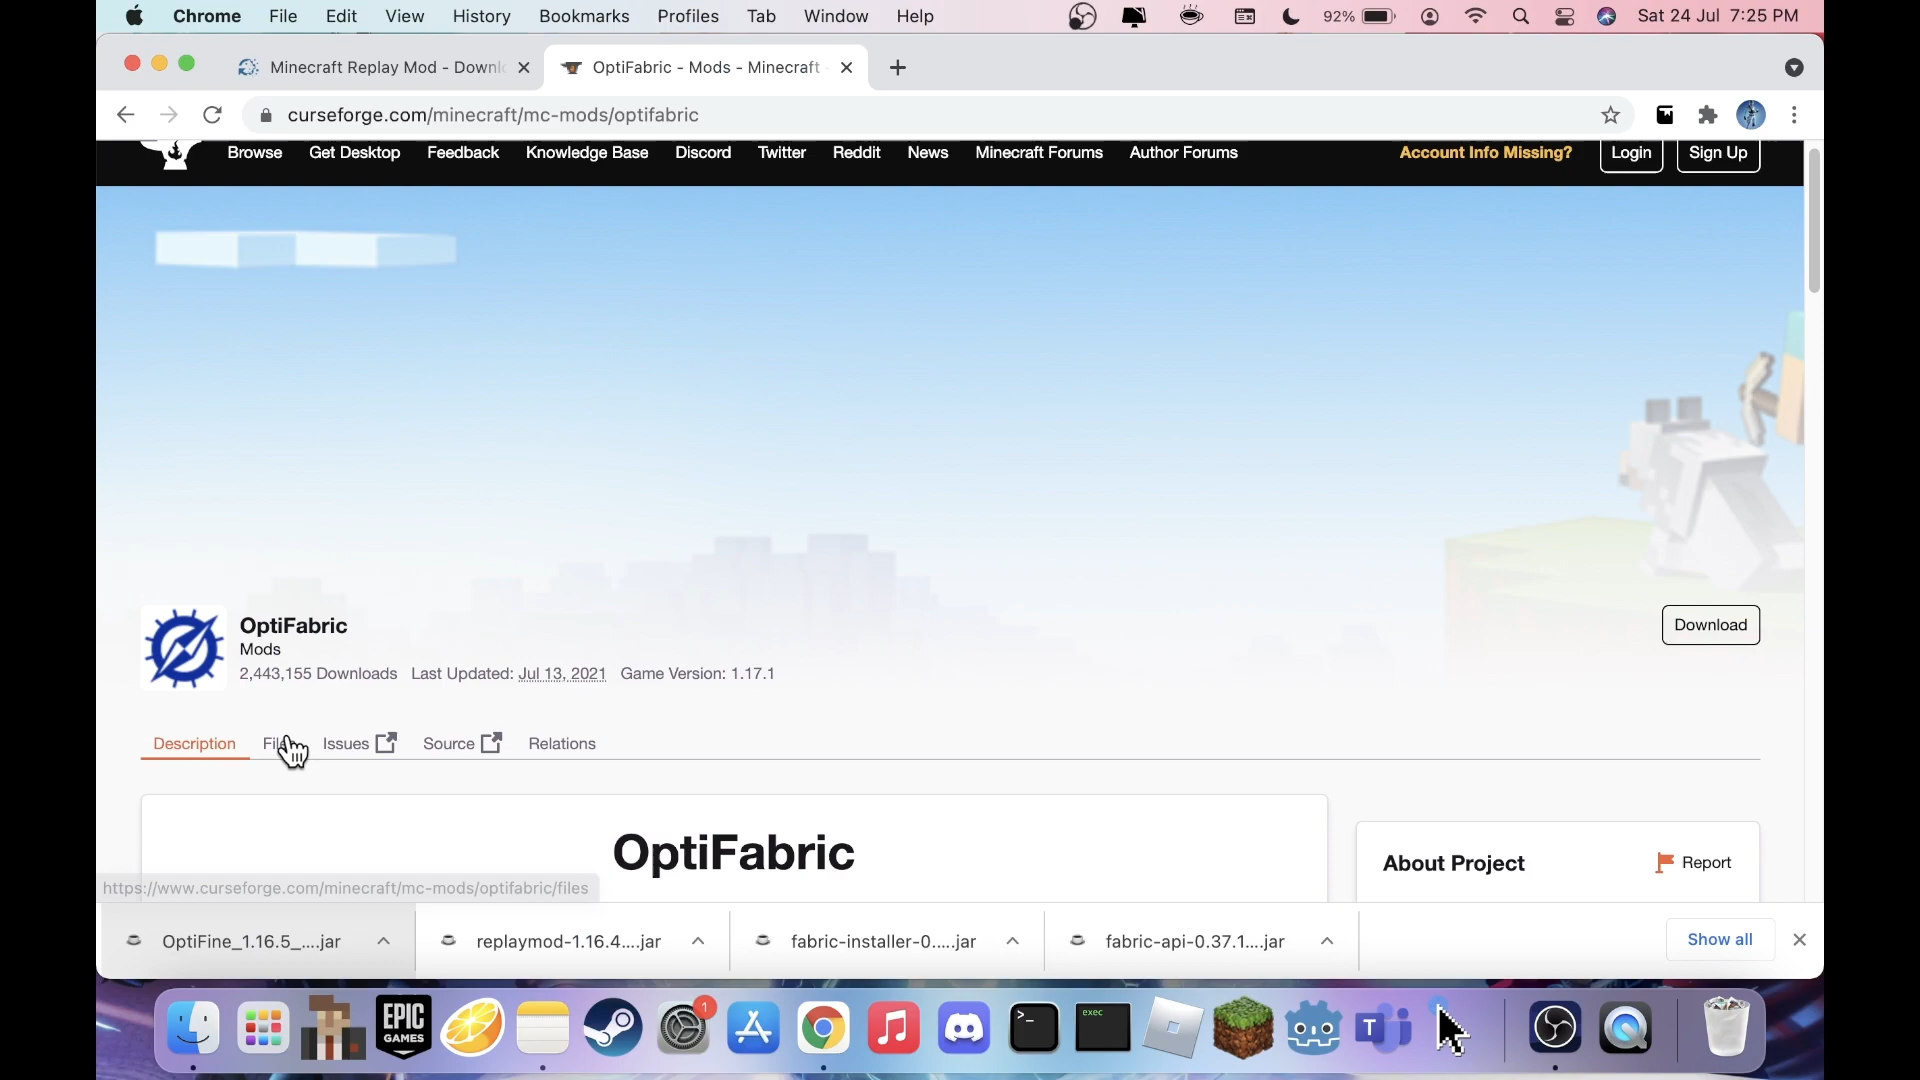 Chrome File Edit View History Bookmarks Profiles Tab Window Help 92% Sat 24 Jul 7:25 PM
Minecraft Replay Mod - Downl OptiFabric - Mods - Minecraft
curseforge.com/minecraft/mc-mods/optifabric
Browse Get Desktop Feedback Knowledge Base Discord Twitter Reddit News Minecraft Forums Author Forums Account Info Missing? Login Sign Up
OptiFabric
Mods
2,443,155 Downloads Last Updated: Jul 13, 2021 Game Version: 1.17.1
Download
Description Issues Source Relations
OptiFabric
About Project Report
https://www.curseforge.com/minecraft/mc-mods/optifabric/files
OptiFine_1.16.5_....jar replaymod-1.16.4....jar fabric-installer-0.....jar fabric-api-0.37.1....jar Show all
EPIC GAMES 1 >_ exec T